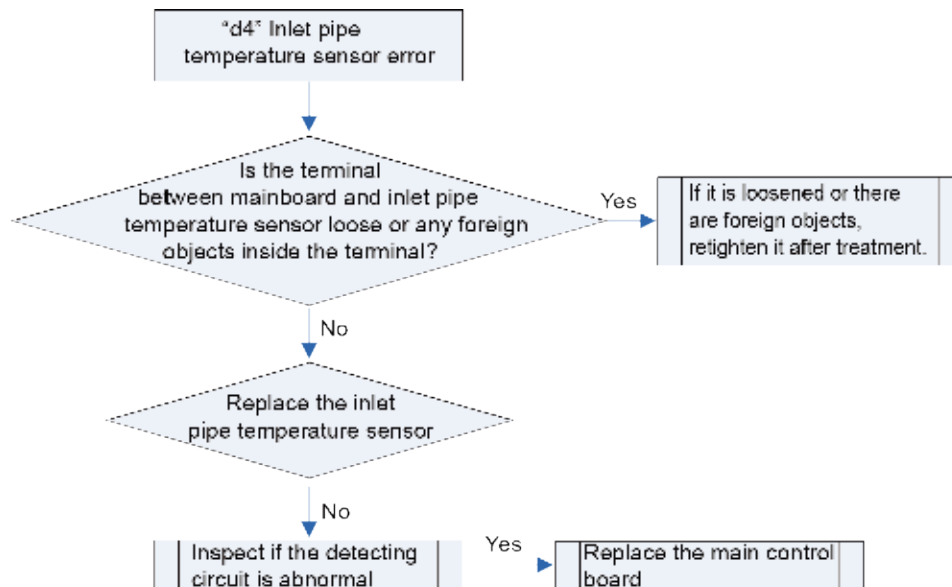 "d4" Inlet pipe
temperature sensor error
Is the terminal
between mainboard and inlet pipe
temperature sensor loose or any foreign
objects inside the terminal?
Yes
If it is loosened or there
are foreign objects,
retighten it after treatment.
No
Replace the inlet
pipe temperature sensor
No
Inspect if the detecting
circuit is abnormal
Yes
Replace the main control
board